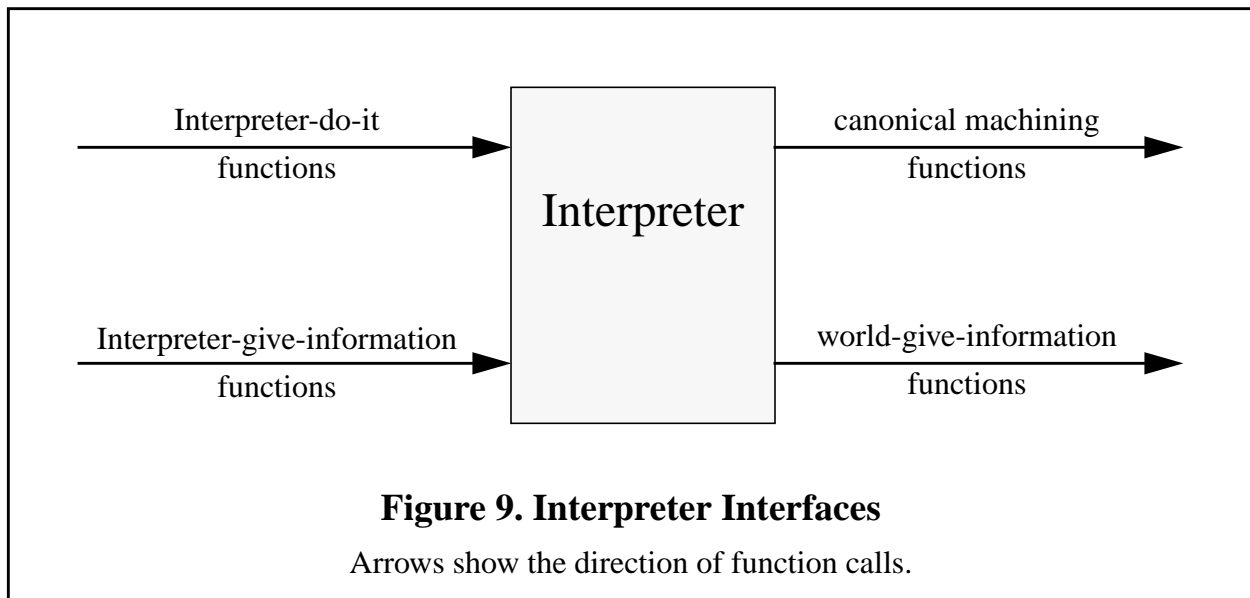 Interpreter-do-it
functions
canonical machining
functions
Interpreter
Interpreter-give-information
functions
world-give-information
functions
Figure 9. Interpreter Interfaces
Arrows show the direction of function calls.